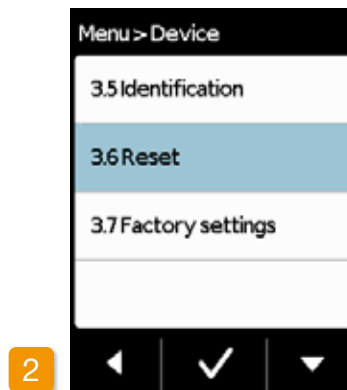 Menu > Device
3.5 Identification
3.6 Reset
3.7 Factory settings
2